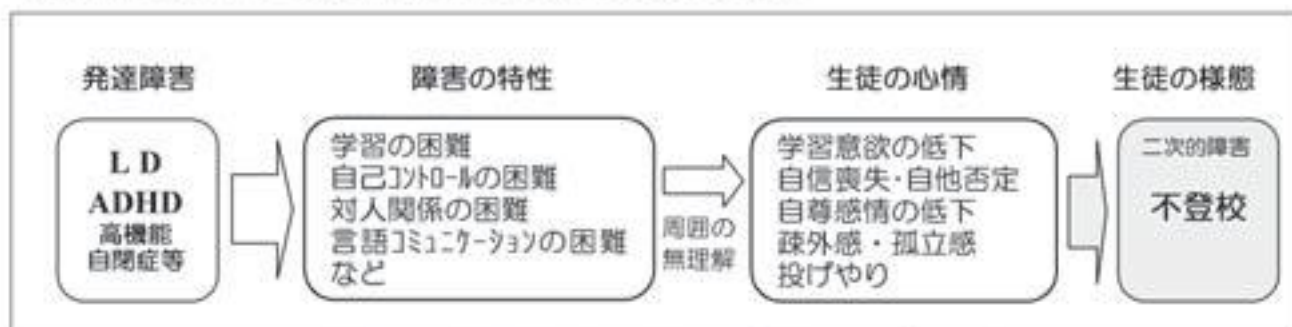 発達障害
LD
ADHD
高機能
自閉症等
障害の特性
学習の困難
自己ｺﾝﾄﾛｰﾙの困難
対人関係の困難
言語ｺﾐｭﾆｹｰｼｮﾝの困難
など
周囲の
無理解
生徒の心情
学習意欲の低下
自信喪失･自他否定
自尊感情の低下
疎外感・孤立感
投げやり
生徒の様態
二次的障害
不登校